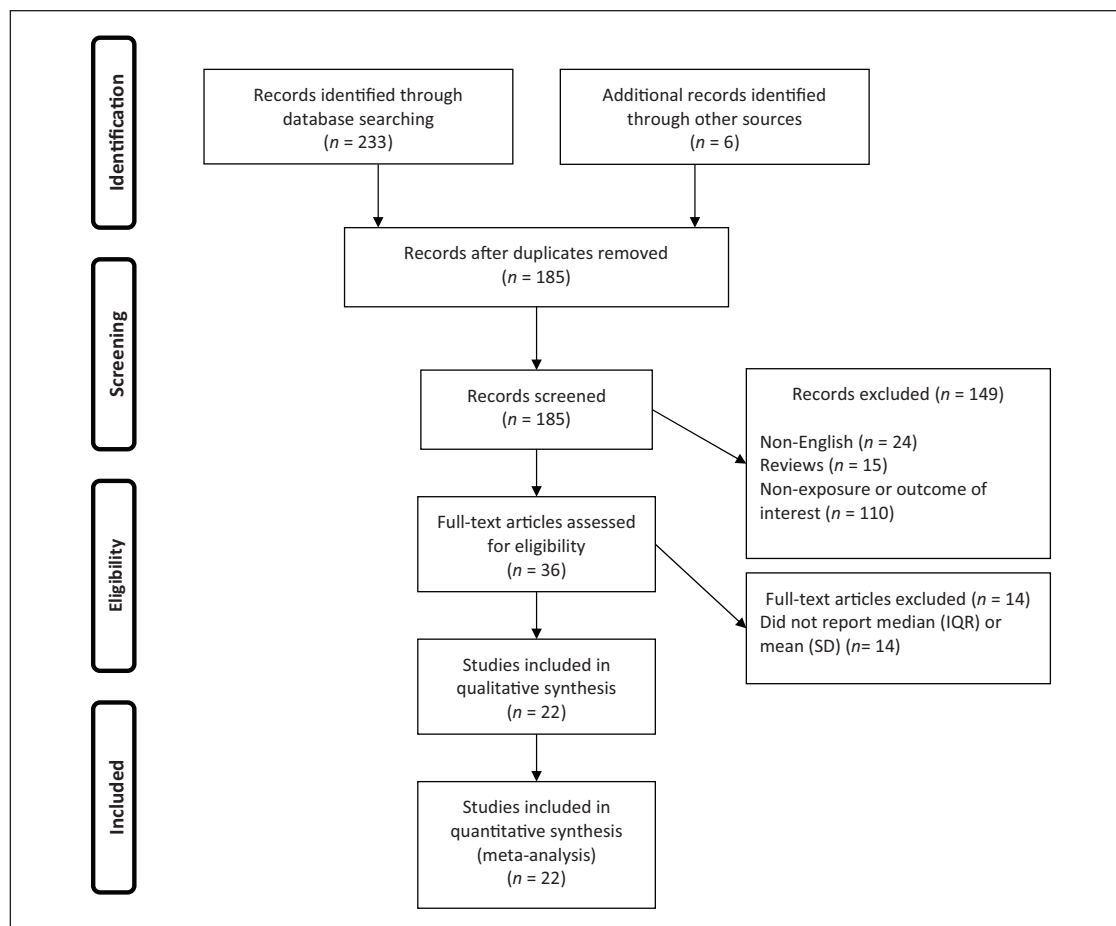 Identification
Records identified through
database searching
(n = 233)
Additional records identified
through other sources
(n = 6)
Records after duplicates removed
(n = 185)
Screening
Records screened
(n = 185)
Records excluded (n = 149)
Non-English (n = 24)
Reviews (n = 15)
Non-exposure or outcome of
interest (n = 110)
Eligibility
Full-text articles assessed
for eligibility
(n = 36)
Full-text articles excluded (n = 14)
Did not report median (IQR) or
mean (SD) (n= 14)
Studies included in
qualitative synthesis
(n = 22)
Included
Studies included in
quantitative synthesis
(meta-analysis)
n = 22)